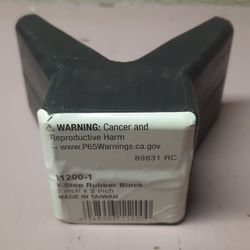 ⚠ WARNING: Cancer and
Reproductive Harm
– www.P65Warnings.ca.gov
89831 RC
11200-1
V-Stop Rubber Block
2 inch x 2 inch
MADE IN TAIWAN